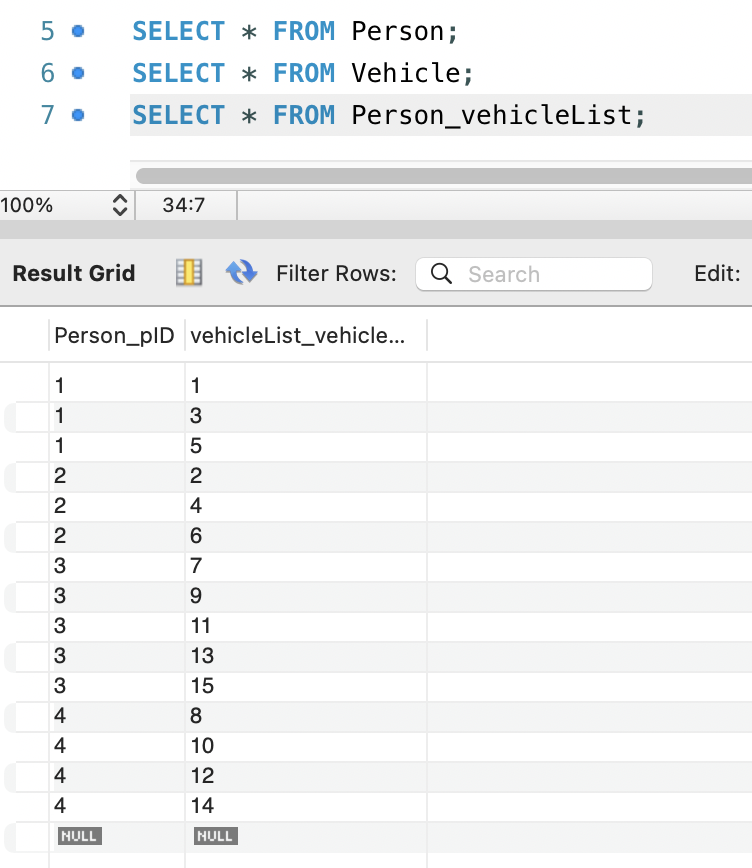 5 SELECT * FROM Person;
6 SELECT * FROM Vehicle;
7 SELECT * FROM Person_vehicleList;
100% 34:7
Result Grid Filter Rows: Search Edit:
Person_pID vehicleList_vehicle...
1 1
1 3
1 5
2 2
2 4
2 6
3 7
3 9
3 11
3 13
3 15
4 8
4 10
4 12
4 14
NULL NULL